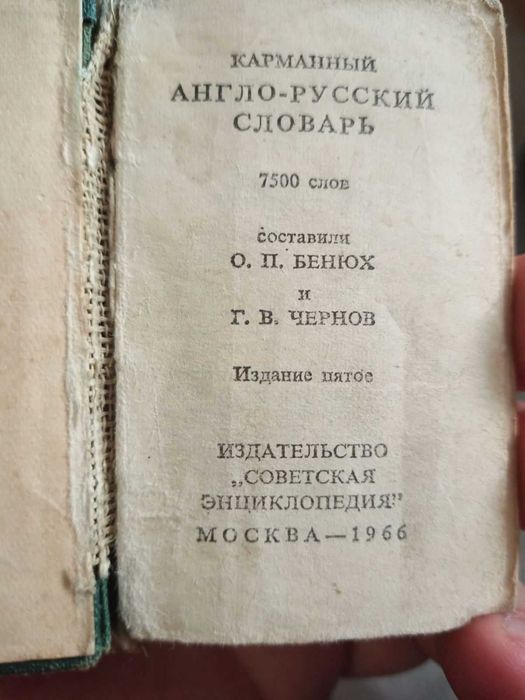 КАРМАННЫЙ
АНГЛО-РУССКИЙ
СЛОВАРЬ
7500 слов
составили
О. П. БЕНЮХ
и
Г. В. ЧЕРНОВ
Издание пятое
ИЗДАТЕЛЬСТВО
„СОВЕТСКАЯ
ЭНЦИКЛОПЕДИЯ"
МОСКВА — 1966